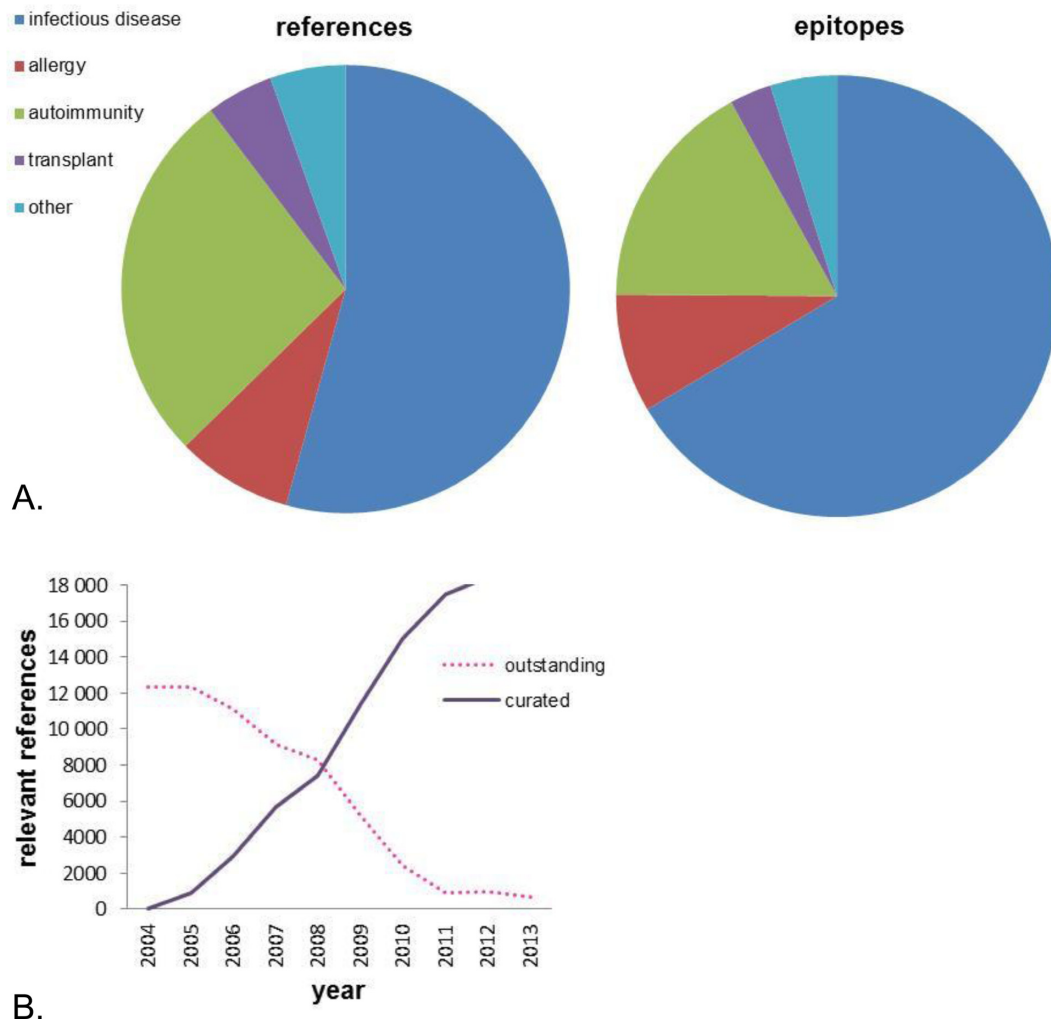 infectious disease
allergy
autoimmunity
transplant
other
references
epitopes
A.
18 000
16 000
14 000
12 000
10 000
8000
6000
4000
2000
0
relevant references
outstanding
curated
2004
2005
2006
2007
2008
2009
2010
2011
2012
2013
year
B.